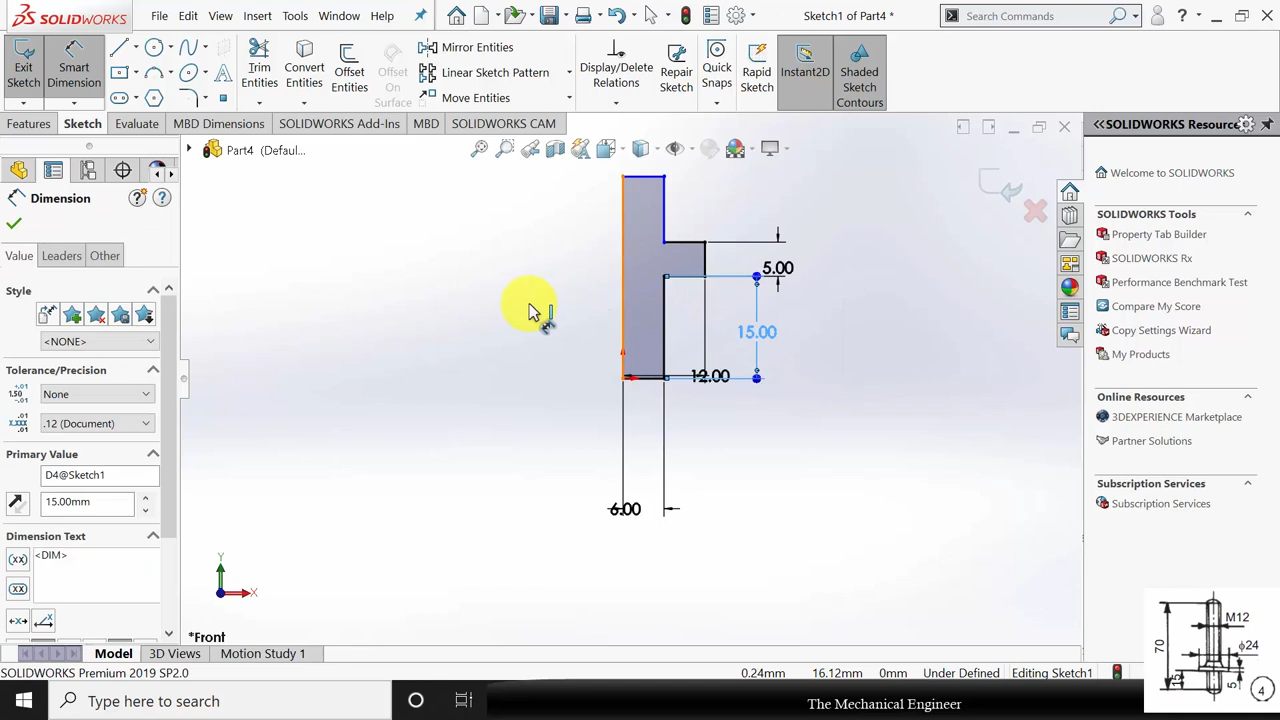 SOLIDWORKS
File
Edit
View
Insert
Tools
Window
Help
Sketch1 of Part4 *
Search Commands
?
Exit Sketch
Smart Dimension
Trim Entities
Convert Entities
Offset Entities
Offset On Surface
Mirror Entities
Linear Sketch Pattern
Move Entities
Display/Delete Relations
Repair Sketch
Quick Snaps
Rapid Sketch
Instant2D
Shaded Sketch Contours
Features
Sketch
Evaluate
MBD Dimensions
SOLIDWORKS Add-Ins
MBD
SOLIDWORKS CAM
Part4 (Defaul...
Dimension
Value
Leaders
Other
Style
<NONE>
Tolerance/Precision
None
.12 (Document)
Primary Value
D4@Sketch1
15.00mm
Dimension Text
<DIM>
5.00
15.00
12.00
6.00
Y
X
*Front
SOLIDWORKS Resource
Welcome to SOLIDWORKS
SOLIDWORKS Tools
Property Tab Builder
SOLIDWORKS Rx
Performance Benchmark Test
Copy Settings Wizard
My Products
Online Resources
3DEXPERIENCE Marketplace
Partner Solutions
Subscription Services
Subscription Services
M12
70
ϕ24
15
5
4
Model
3D Views
Motion Study 1
SOLIDWORKS Premium 2019 SP2.0
0.24mm
16.12mm
0mm
Under Defined
Editing Sketch1
Type here to search
The Mechanical Engineer